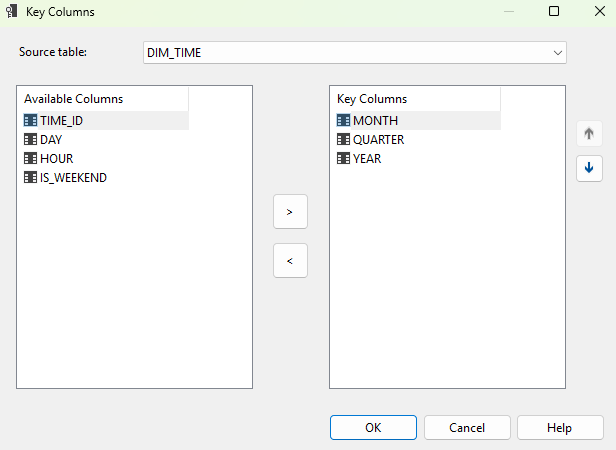 Key Columns
Source table:
DIM_TIME
Available Columns
TIME_ID
DAY
HOUR
IS_WEEKEND
>
<
Key Columns
MONTH
QUARTER
YEAR
OK
Cancel
Help